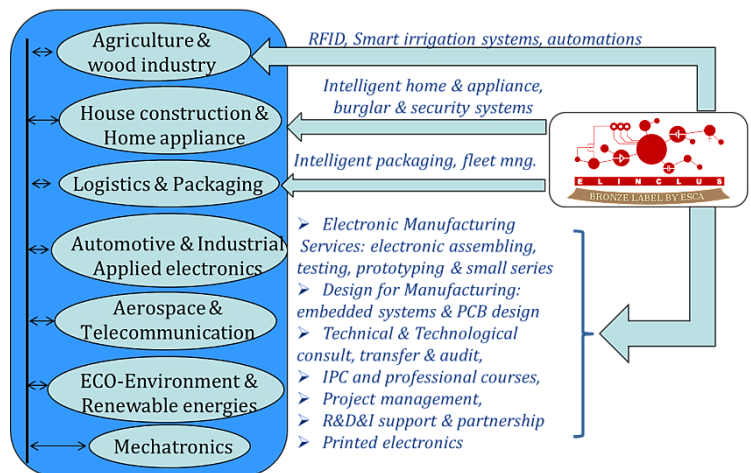 Agriculture &
wood industry
RFID, Smart irrigation systems, automations
House construction &
Home appliance
Intelligent home & appliance,
burglar & security systems
Logistics & Packaging
Intelligent packaging, fleet mng.
ELINCLUS
BRONZE LABEL BY ESCA
Automotive & Industrial
Applied electronics
Aerospace &
Telecommunication
ECO-Environment &
Renewable energies
Mechatronics
➤ Electronic Manufacturing
Services: electronic assembling,
testing, prototyping & small series
➤ Design for Manufacturing:
embedded systems & PCB design
➤ Technical & Technological
consult, transfer & audit,
➤ IPC and professional courses,
➤ Project management,
➤ R&D&I support & partnership
➤ Printed electronics